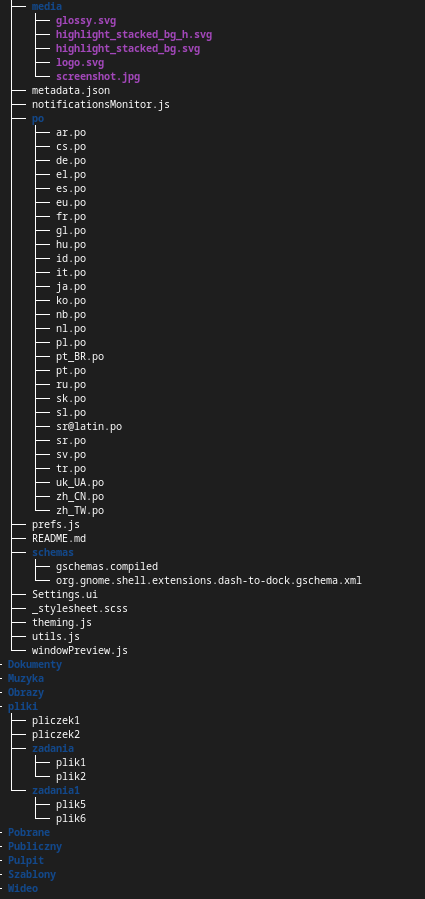 media
glossy.svg
highlight_stacked_bg_h.svg
highlight_stacked_bg.svg
logo.svg
screenshot.jpg
metadata.json
notificationsMonitor.js
po
ar.po
cs.po
de.po
el.po
es.po
eu.po
fr.po
gl.po
hu.po
id.po
it.po
ja.po
ko.po
nb.po
nl.po
pl.po
pt_BR.po
pt.po
ru.po
sk.po
sl.po
sr@latin.po
sr.po
sv.po
tr.po
uk_UA.po
zh_CN.po
zh_TW.po
prefs.js
README.md
schemas
gschemas.compiled
org.gnome.shell.extensions.dash-to-dock.gschema.xml
Settings.ui
_stylesheet.scss
theming.js
utils.js
windowPreview.js
Dokumenty
Muzyka
Obrazy
pliki
pliczek1
pliczek2
zadania
plik1
plik2
zadania1
plik5
plik6
Pobrane
Publiczny
Pulpit
Szablony
Wideo